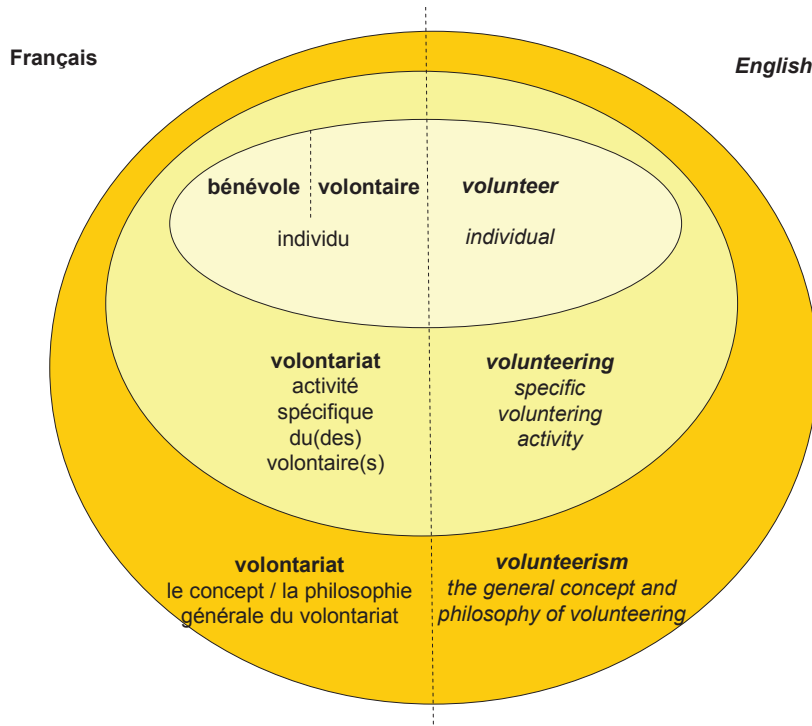 Français
English
bénévole volontaire
individu
volunteer
individual
volontariat
activité
spécifique
du(des)
volontaire(s)
volunteering
specific
voluntering
activity
volontariat
le concept / la philosophie
générale du volontariat
volunteerism
the general concept and
philosophy of volunteering